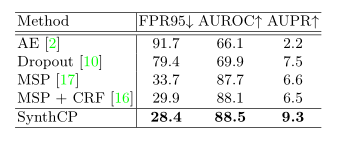 Method FPR95↓ AUROC↑ AUPR↑
AE [2] 91.7 66.1 2.2
Dropout [10] 79.4 69.9 7.5
MSP [17] 33.7 87.7 6.6
MSP + CRF [16] 29.9 88.1 6.5
SynthCP 28.4 88.5 9.3